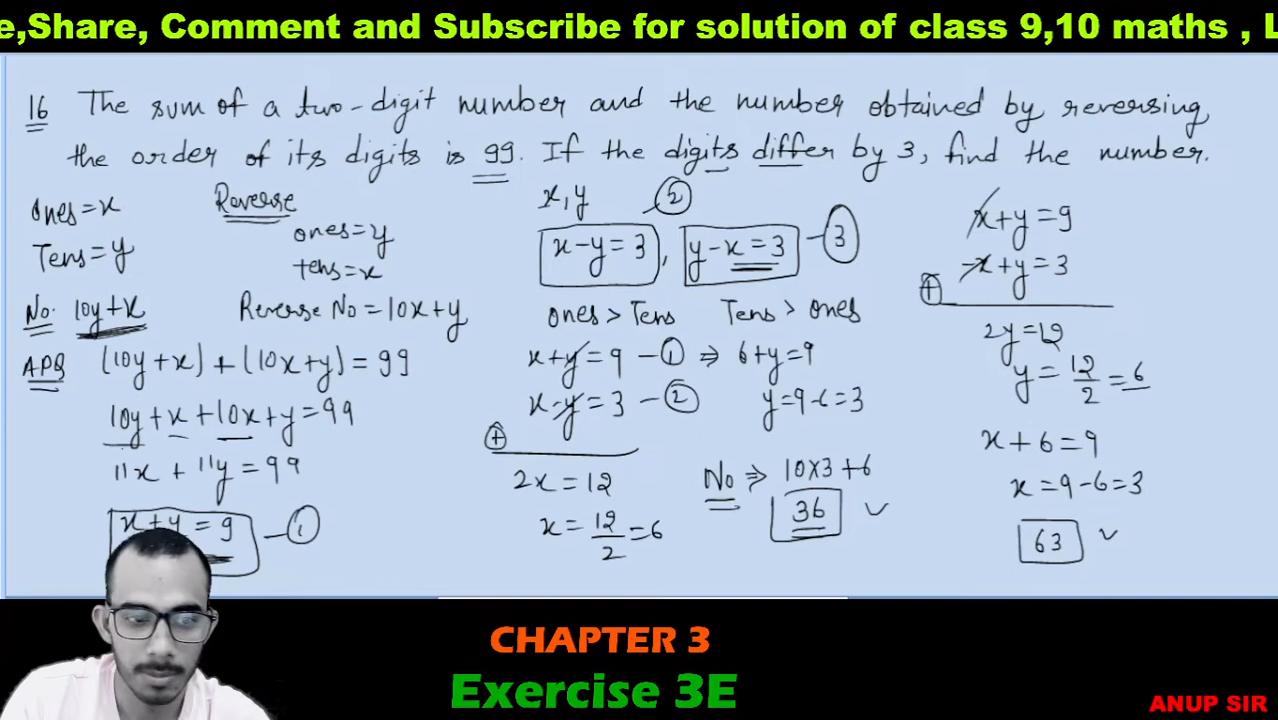 e,Share, Comment and Subscribe for solution of class 9,10 maths , L
16 The sum of a two-digit number and the number obtained by reversing
the order of its digits is 99. If the digits differ by 3, find the number.
Ones = x
Tens = y
No. 10y+x
Reverse
ones = y
tens = x
Reverse No = 10x+y
APQ (10y+x) + (10x+y) = 99
10y+x+10x+y=99
11x + 11y = 99
x+y = 9 - ①
x,y
x-y=3 ②, y-x=3 - ③
Ones > Tens
Tens > ones
x+y=9 - ① ⇒ 6+y=9
x-y=3 - ② y=9-6=3
+
2x = 12
x = 12/2 = 6
No ⇒ 10x3+6
36 ✓
x+y=9
-x+y=3
+
2y=12
y = 12/2 = 6
x+6=9
x=9-6=3
63 ✓
CHAPTER 3
Exercise 3E
ANUP SIR